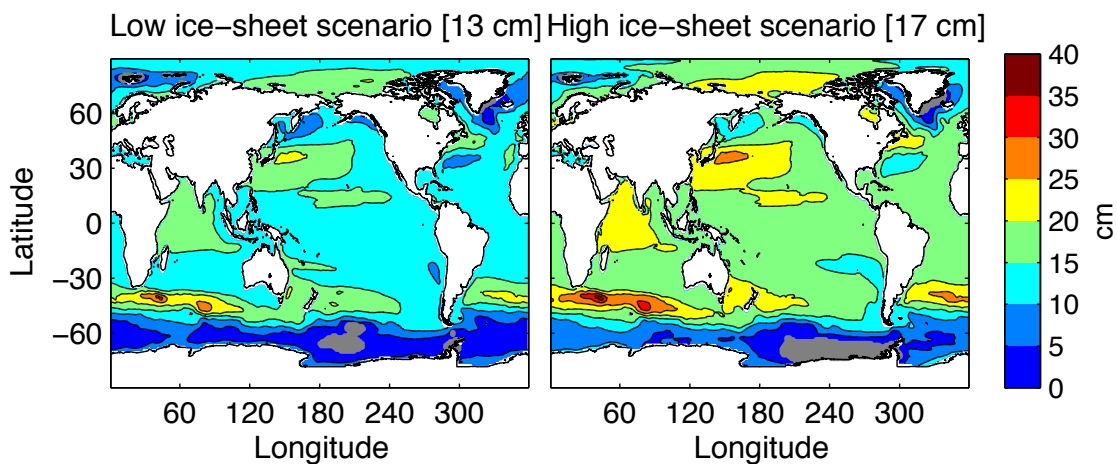 Low ice−sheet scenario [13 cm]
High ice−sheet scenario [17 cm]
Latitude
60
30
0
−30
−60
60 120 180 240 300
Longitude
60 120 180 240 300
Longitude
40
35
30
25
20
15
10
5
0
cm